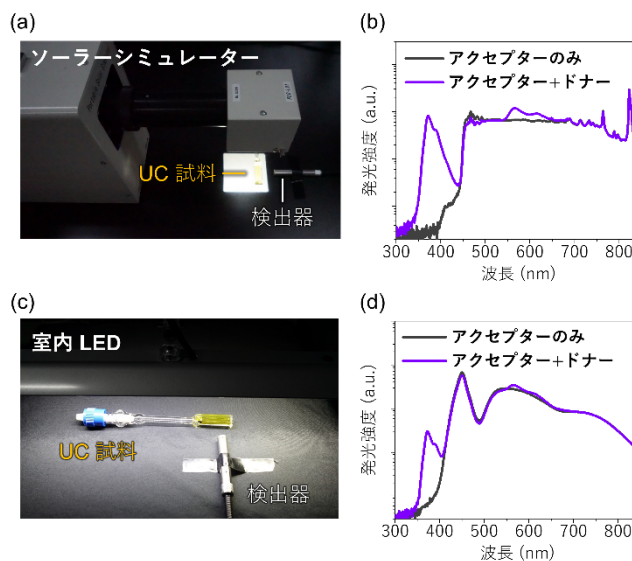 (a)
ソーラーシミュレーター
UC 試料
検出器
(b)
アクセプターのみ
アクセプター+ドナー
発光強度 (a.u.)
300 400 500 600 700 800
波長 (nm)
(c)
室内 LED
UC 試料
検出器
(d)
アクセプターのみ
アクセプター+ドナー
発光強度 (a.u.)
300 400 500 600 700 800
波長 (nm)